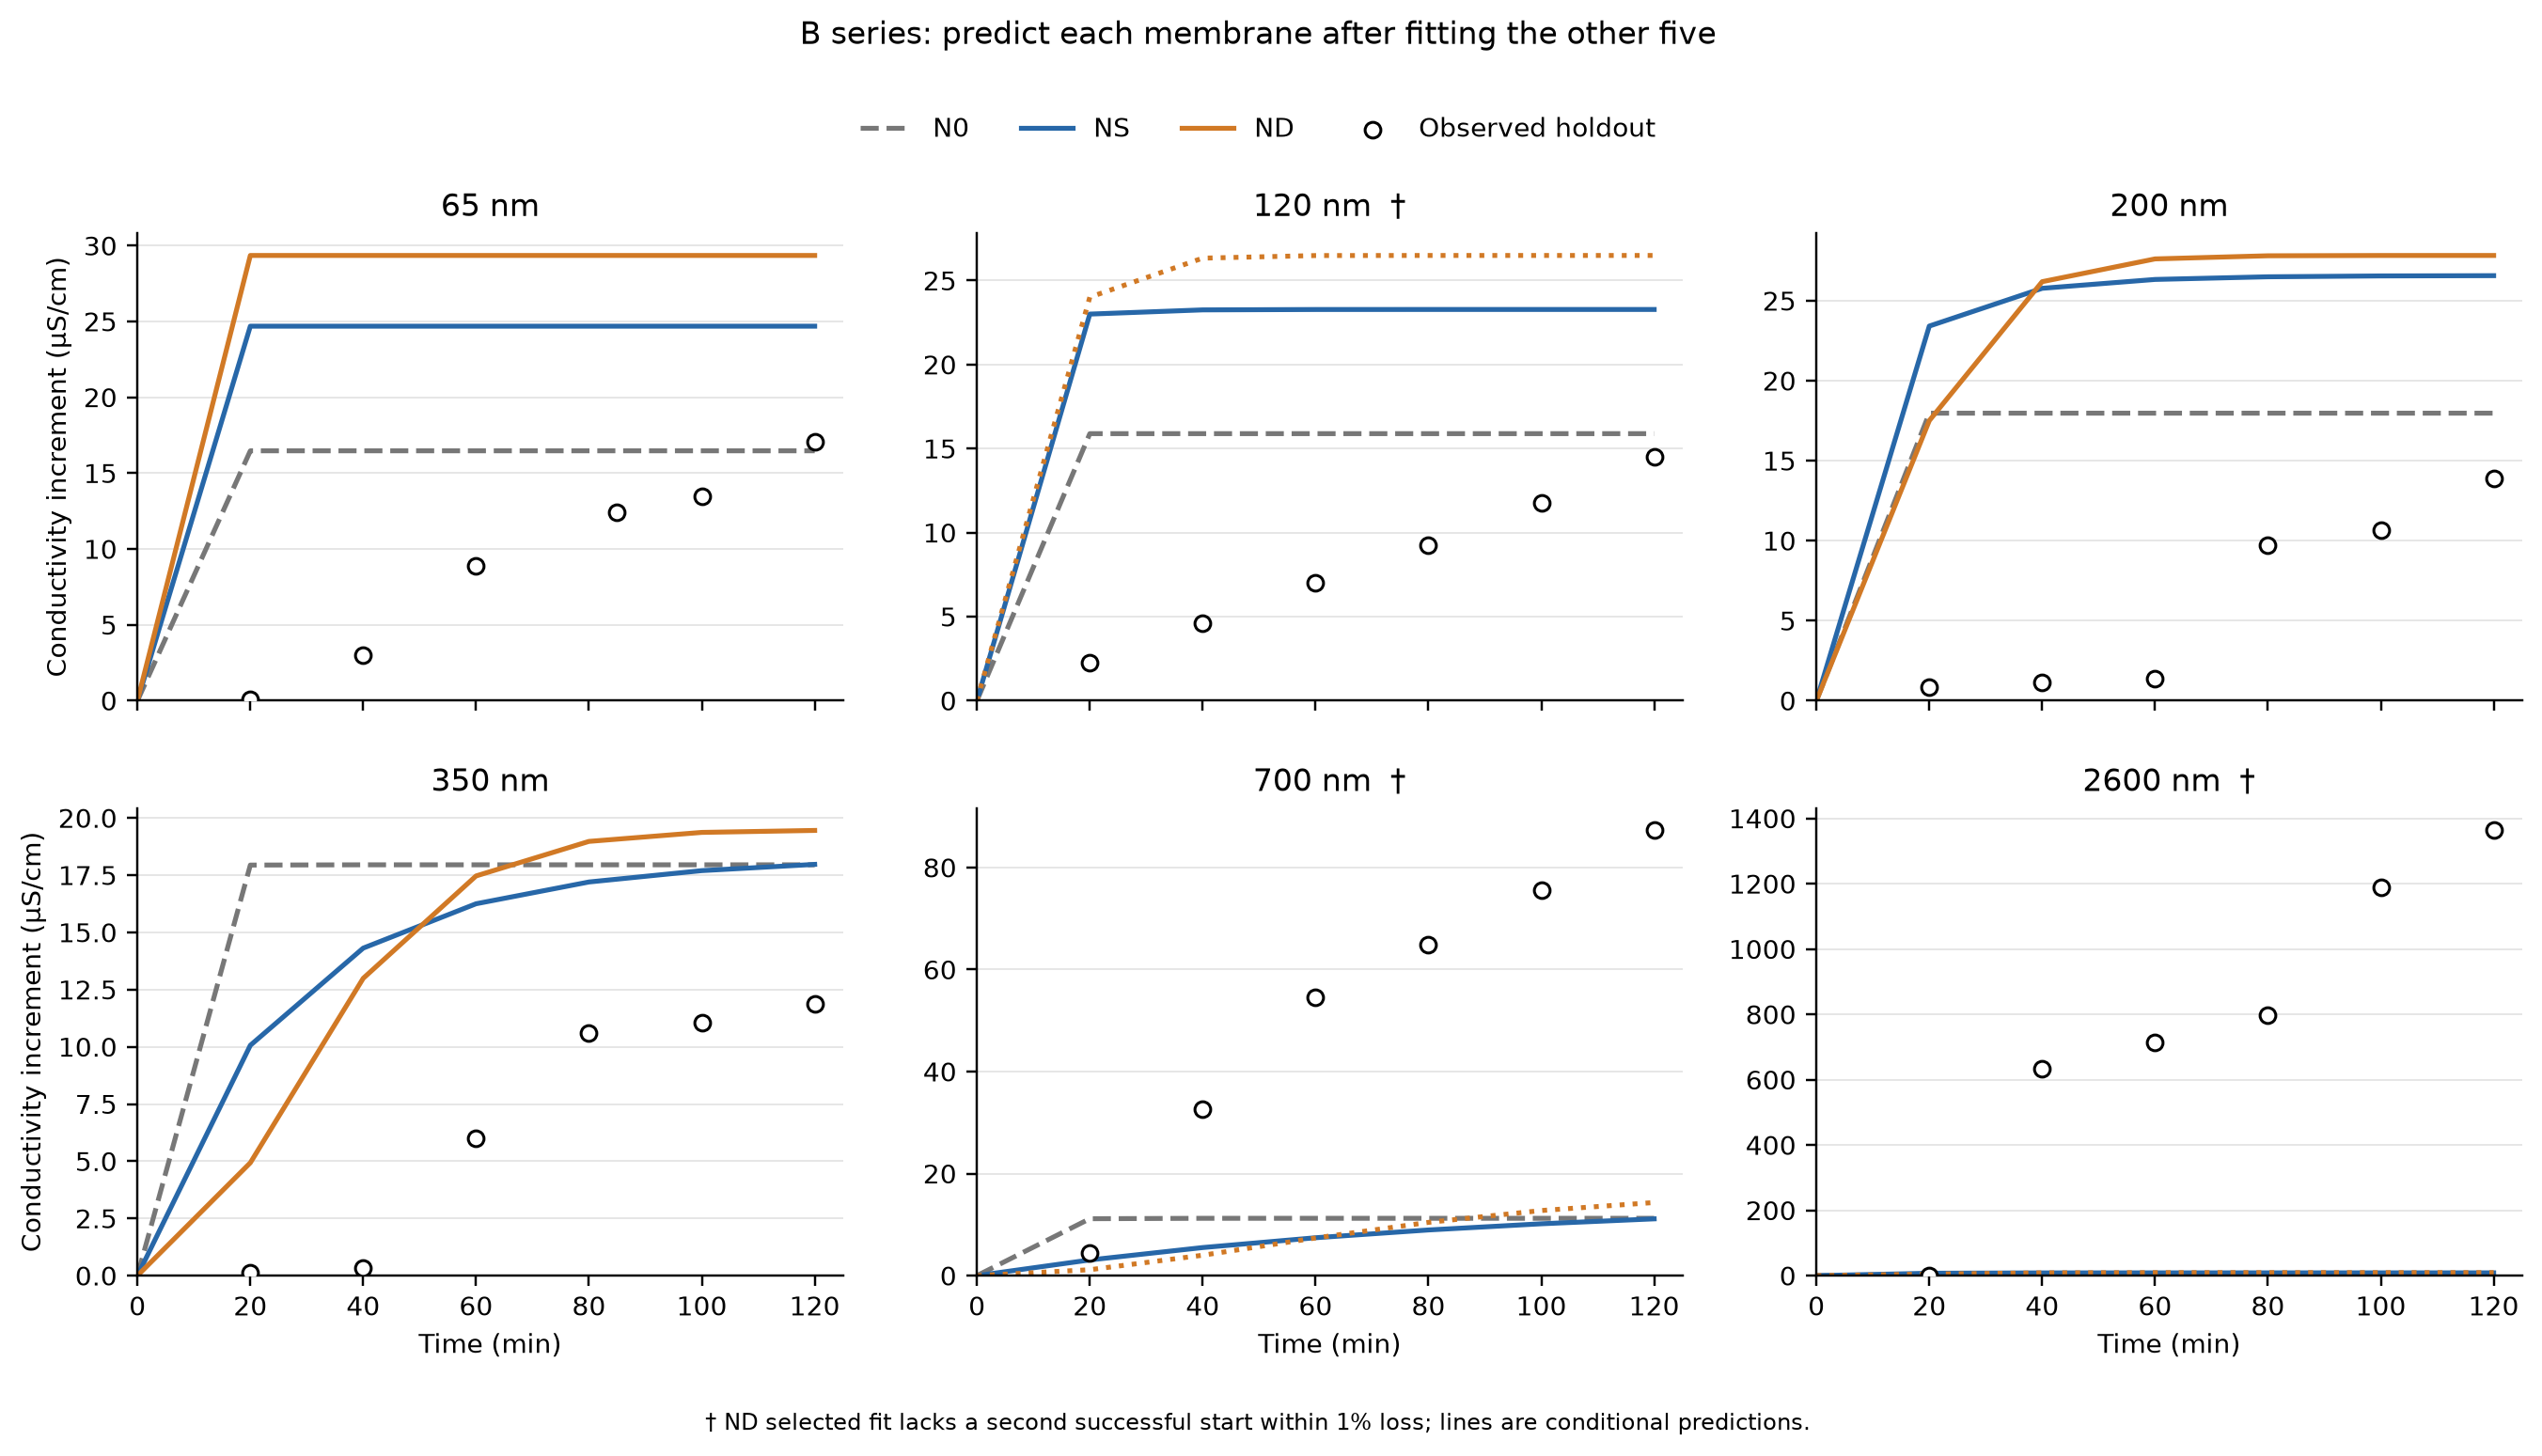 B series: predict each membrane after fitting the other five
N0 NS ND Observed holdout
65 nm
120 nm †
200 nm
Conductivity increment (µS/cm)
30
25
20
15
10
5
0
25
20
15
10
5
0
25
20
15
10
5
0
350 nm
700 nm †
2600 nm †
Conductivity increment (µS/cm)
20.0
17.5
15.0
12.5
10.0
7.5
5.0
2.5
0.0
80
60
40
20
0
1400
1200
1000
800
600
400
200
0
0 20 40 60 80 100 120
0 20 40 60 80 100 120
0 20 40 60 80 100 120
Time (min)
Time (min)
Time (min)
† ND selected fit lacks a second successful start within 1% loss; lines are conditional predictions.